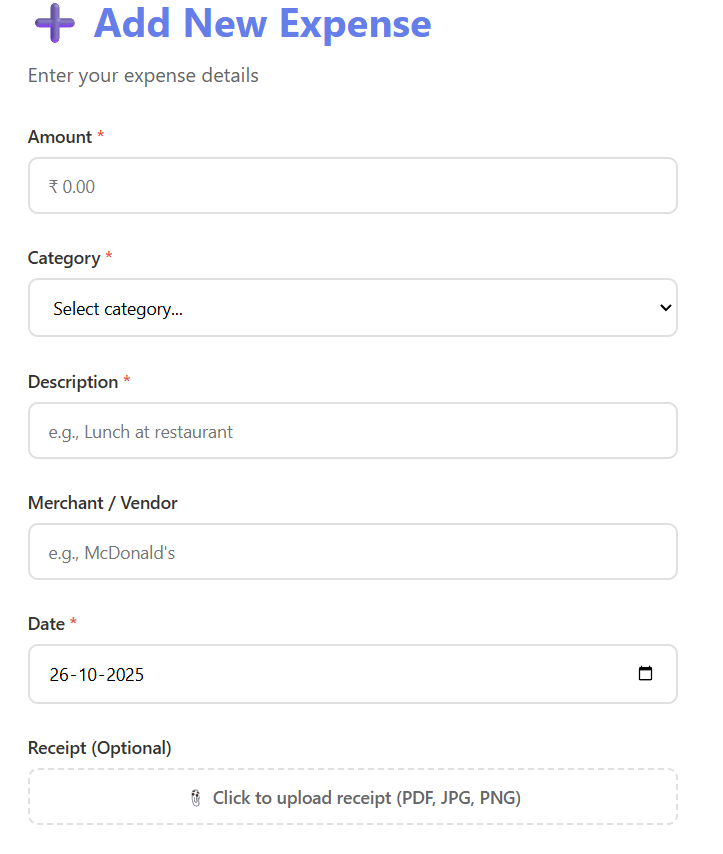 Add New Expense
Enter your expense details
Amount *
₹ 0.00
Category *
Select category...
Description *
e.g., Lunch at restaurant
Merchant / Vendor
e.g., McDonald's
Date *
26-10-2025
Receipt (Optional)
Click to upload receipt (PDF, JPG, PNG)